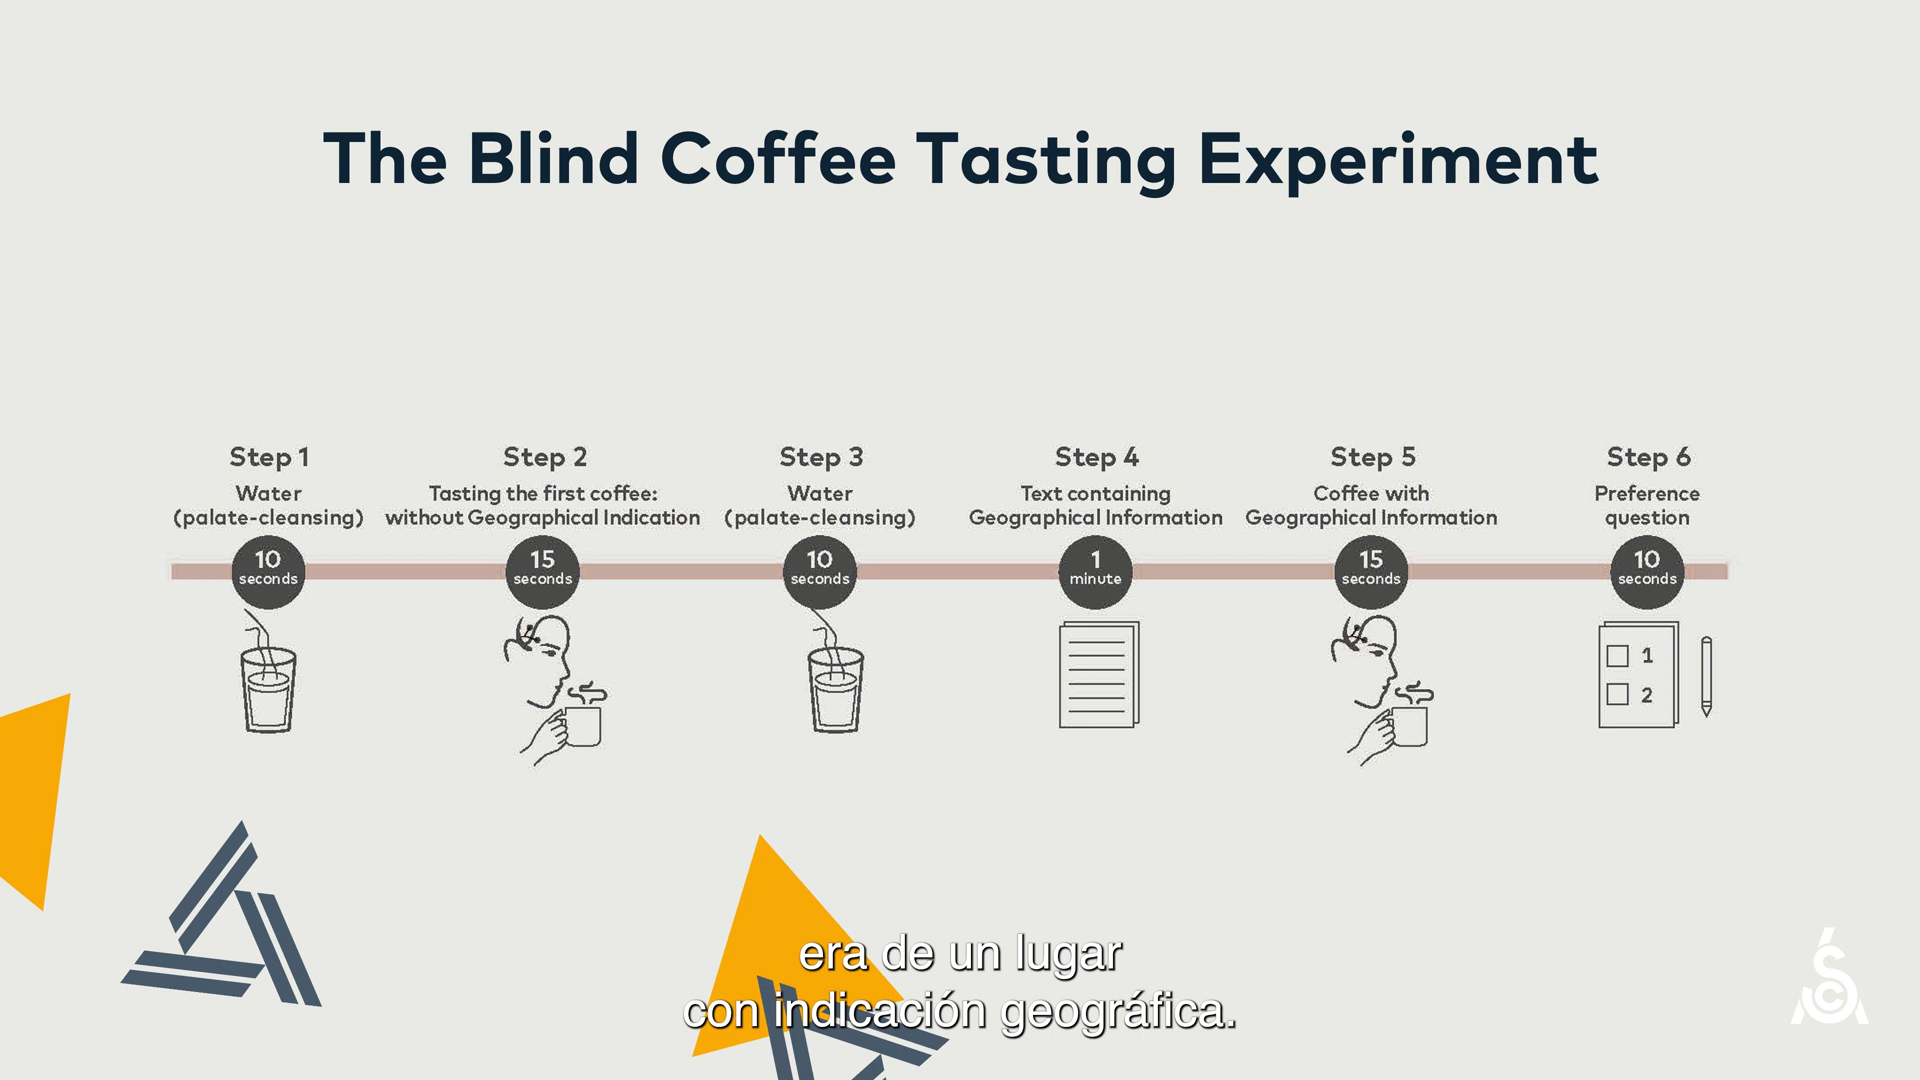 The Blind Coffee Tasting Experiment
Step 1
Water
(palate-cleansing)
10
seconds
Step 2
Tasting the first coffee:
without Geographical Indication
15
seconds
Step 3
Water
(palate-cleansing)
10
seconds
Step 4
Text containing
Geographical Information
1
minute
Step 5
Coffee with
Geographical Information
15
seconds
Step 6
Preference
question
10
seconds
1
2
era de un lugar
con indicación geográfica.